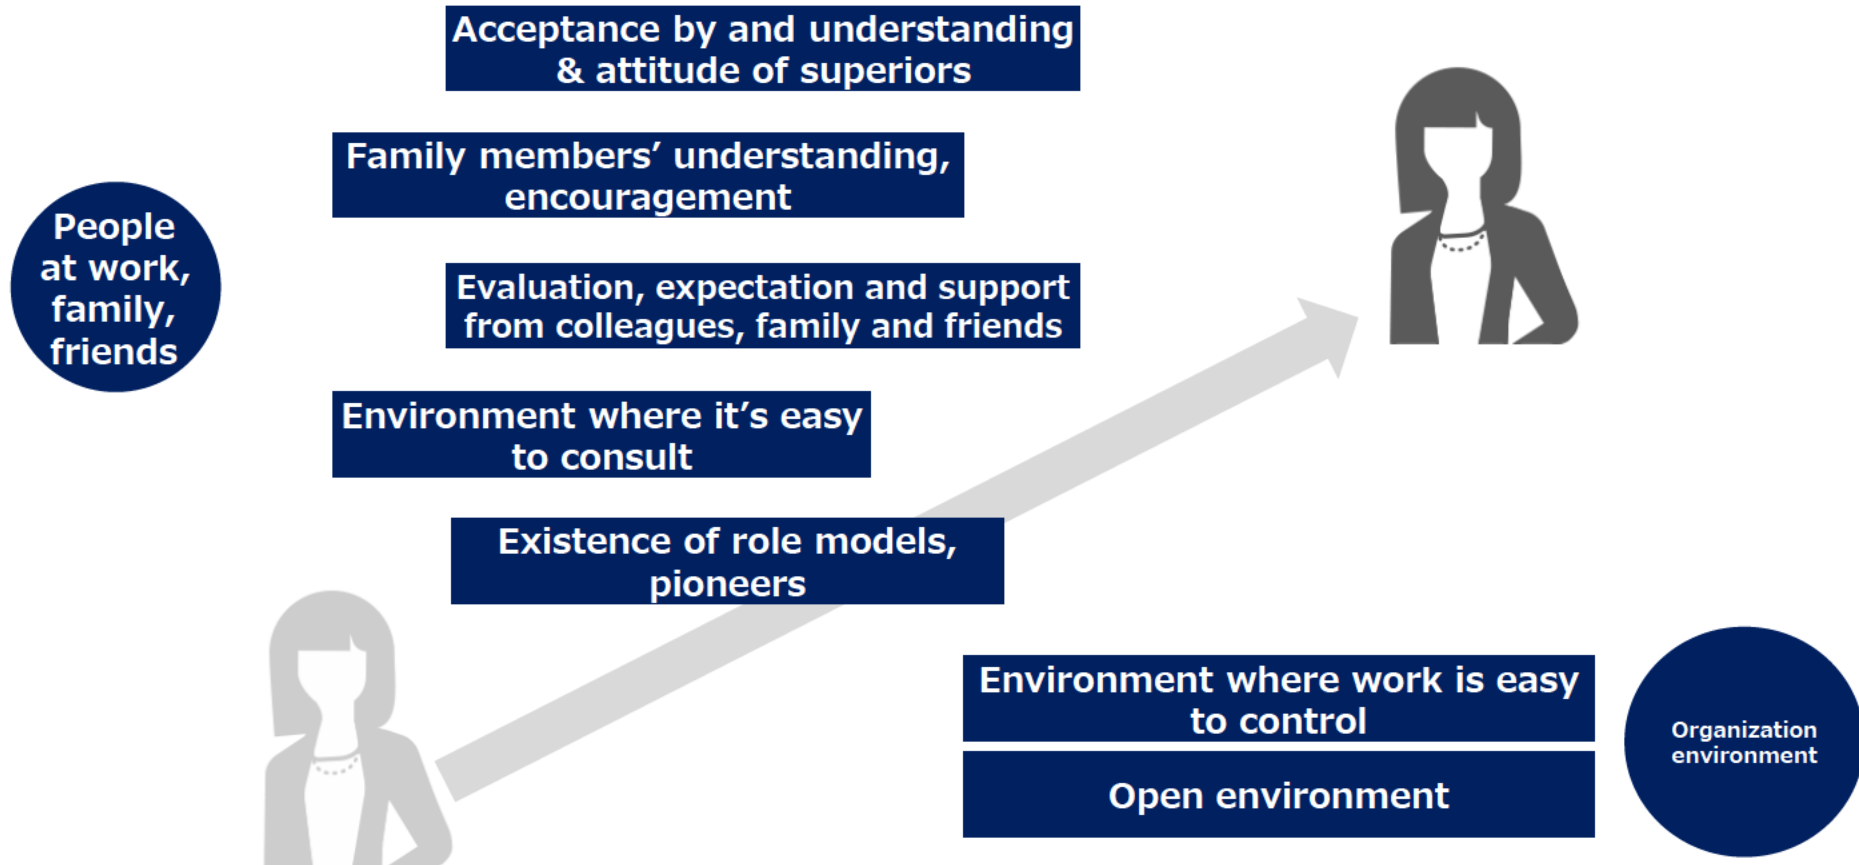 Acceptance by and understanding
& attitude of superiors
Family members’ understanding,
encouragement
People
at work,
family,
friends
Evaluation, expectation and support
from colleagues, family and friends
Environment where it’s easy
to consult
Existence of role models,
pioneers
Environment where work is easy
to control
Organization
environment
Open environment